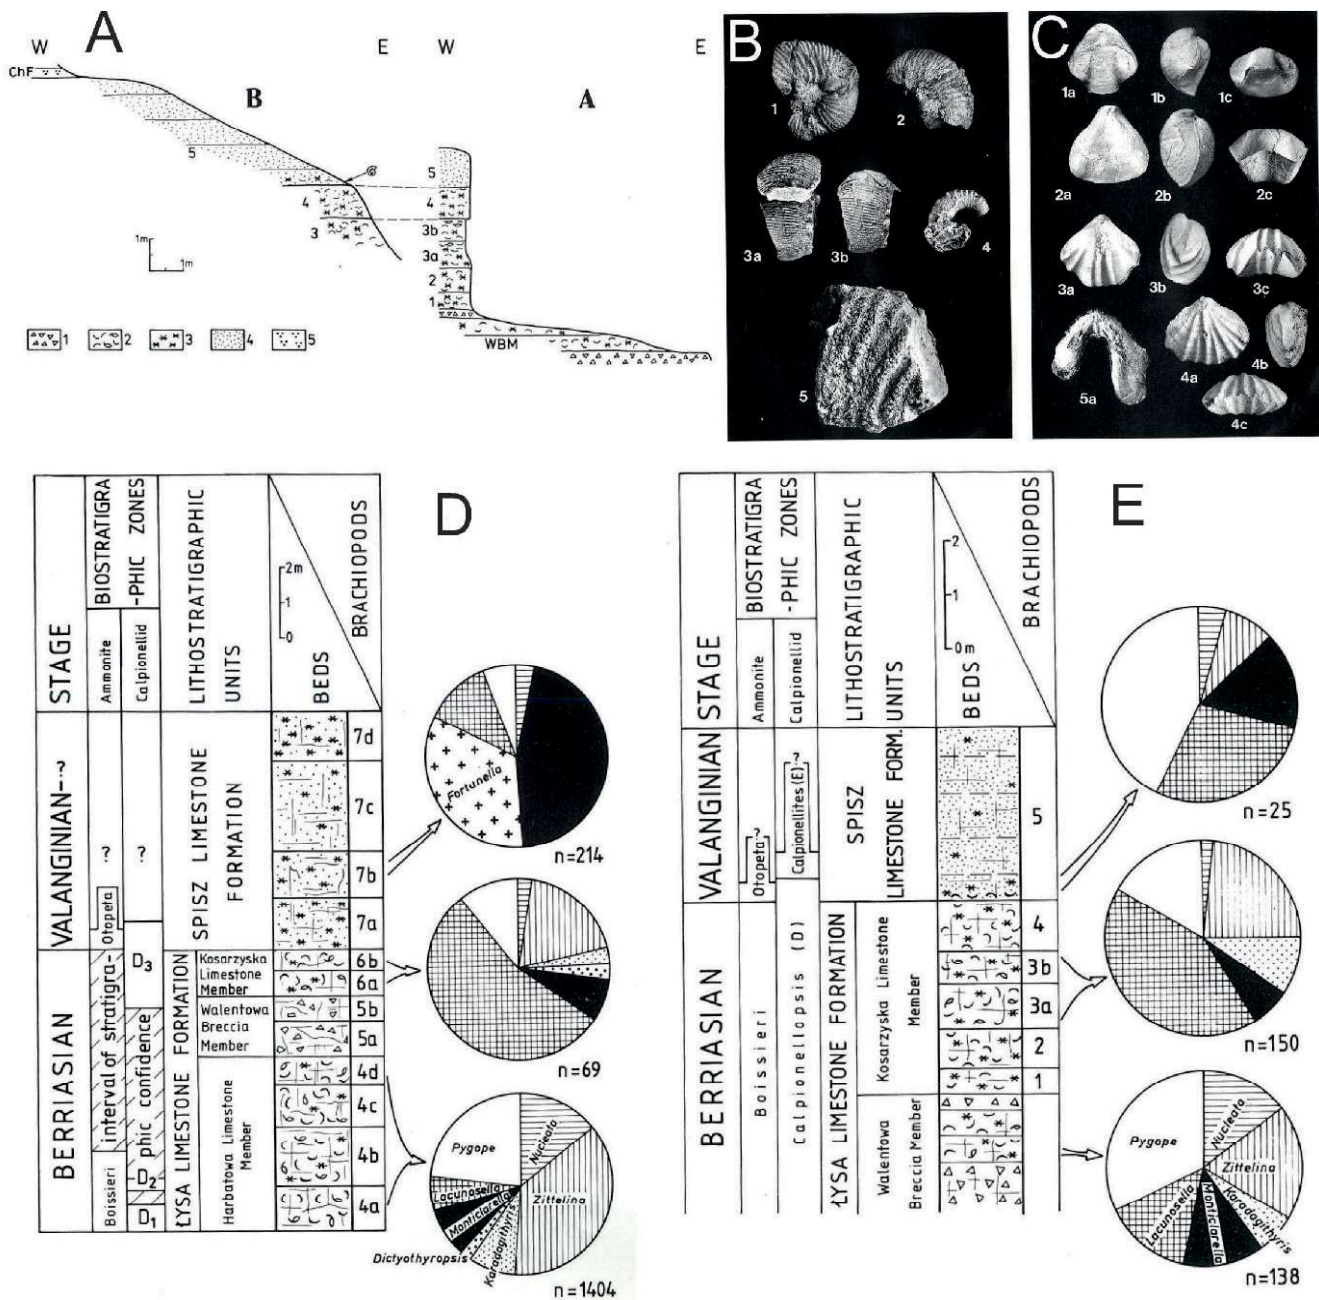 A
W
E
W
E
ChF
B
A
5
4
3
5
4
3b
3a
2
1
WBM
1m
1m
1
2
3
4
5
B
1
2
3a
3b
4
5
C
1a
1b
1c
2a
2b
2c
3a
3b
3c
4a
4b
4c
5a
D
STAGE
BIOSTRATIGRA
-PHIC ZONES
Ammonite
Calpionellid
LITHOSTRATIGRAPHIC
UNITS
BEDS
BRACHIOPODS
2m
1
0
VALANGINIAN-?
BERRIASIAN
?
?
Otopeta
interval of stratigra-
phic confidence
Boissieri
D3
D2
D1
SPISZ LIMESTONE
FORMATION
ŁYSA LIMESTONE FORMATION
Kosarzyska
Limestone
Member
Walentowa
Breccia
Member
Harbatowa Limestone
Member
7d
7c
7b
7a
6b
6a
5b
5a
4d
4c
4b
4a
Fortunella
n=214
n=69
Pygope
Nucleata
Zittelina
Lacunosella
Monticlarella
Dictyothyropsis
Karadagithyris
n=1404
E
STAGE
BIOSTRATIGRA
-PHIC ZONES
Ammonite
Calpionellid
LITHOSTRATIGRAPHIC
UNITS
BEDS
BRACHIOPODS
2
1
0m
VALANGINIAN
BERRIASIAN
Otopeta-?
Boissieri
Calpionellites (E)-?
Calpionellopsis (D)
SPISZ
LIMESTONE FORM.
ŁYSA LIMESTONE FORMATION
Kosarzyska Limestone
Member
Walentowa
Breccia Member
5
4
3b
3a
2
1
n=25
n=150
Pygope
Nucleata
Zittelina
Karadagithyris
Monticlarella
Lacunosella
n=138